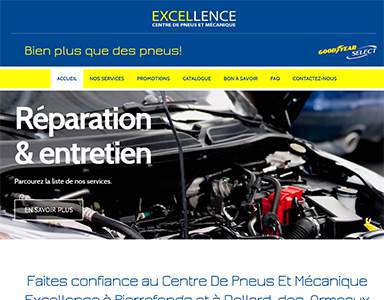 EXCELLENCE
CENTRE DE PNEUS ET MÉCANIQUE
Bien plus que des pneus!
GOODYEAR
SELECT
ACCUEIL NOS SERVICES PROMOTIONS CATALOGUE BON À SAVOIR FAQ CONTACTEZ-NOUS
Réparation
& entretien
Parcourez la liste de nos services.
EN SAVOIR PLUS
Faites confiance au Centre De Pneus Et Mécanique
Excellence à Pierrefonds et à Dollard-des-Ormeaux